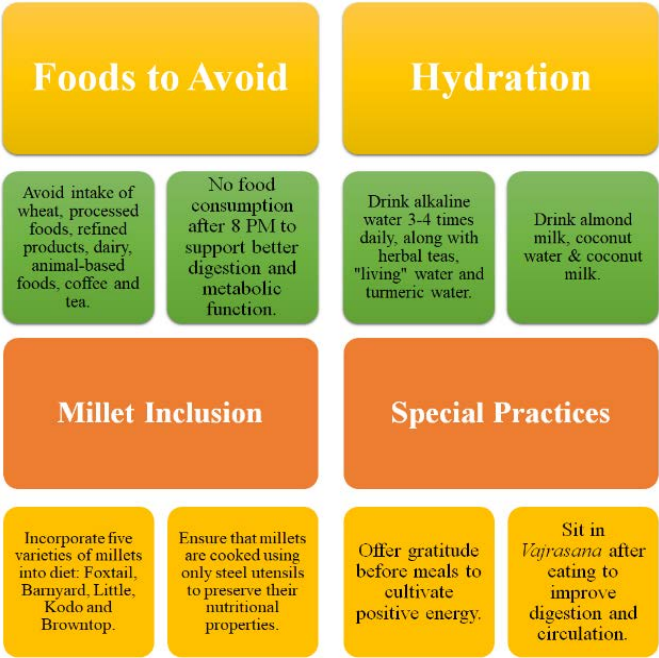 Foods to Avoid
Avoid intake of
wheat, processed
foods, refined
products, dairy,
animal-based
foods, coffee and
tea.
No food
consumption
after 8 PM to
support better
digestion and
metabolic
function.
Hydration
Drink alkaline
water 3-4 times
daily, along with
herbal teas,
"living" water and
turmeric water.
Drink almond
milk, coconut
water & coconut
milk.
Millet Inclusion
Incorporate five
varieties of millets
into diet: Foxtail,
Barnyard, Little,
Kodo and
Browntop.
Ensure that millets
are cooked using
only steel utensils
to preserve their
nutritional
properties.
Special Practices
Offer gratitude
before meals to
cultivate
positive energy.
Sit in
Vajrasana after
eating to
improve
digestion and
circulation.